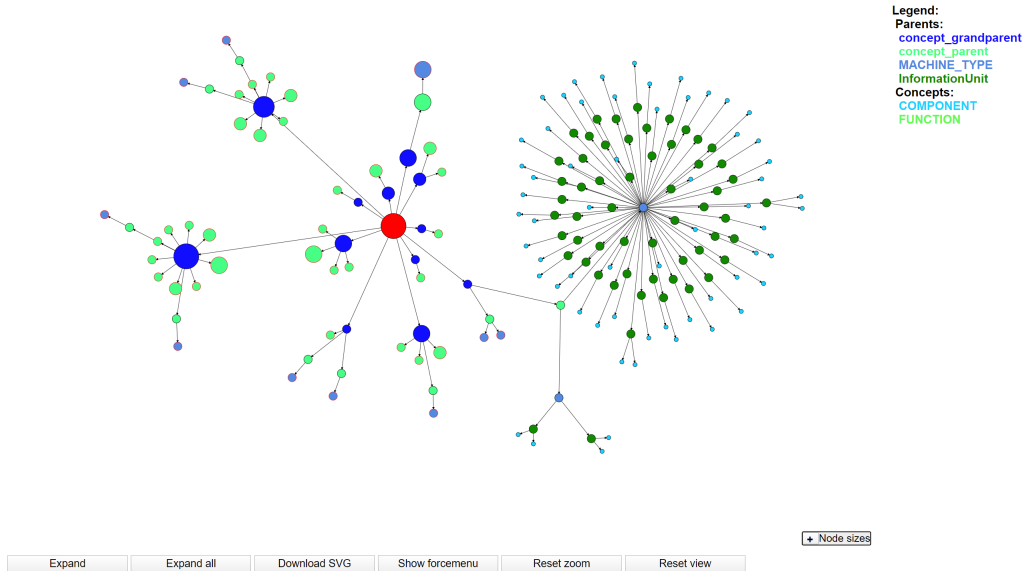 Legend:
Parents:
concept_grandparent
concept_parent
MACHINE_TYPE
InformationUnit
Concepts:
COMPONENT
FUNCTION
+ Node sizes
Expand
Expand all
Download SVG
Show forcemenu
Reset zoom
Reset view